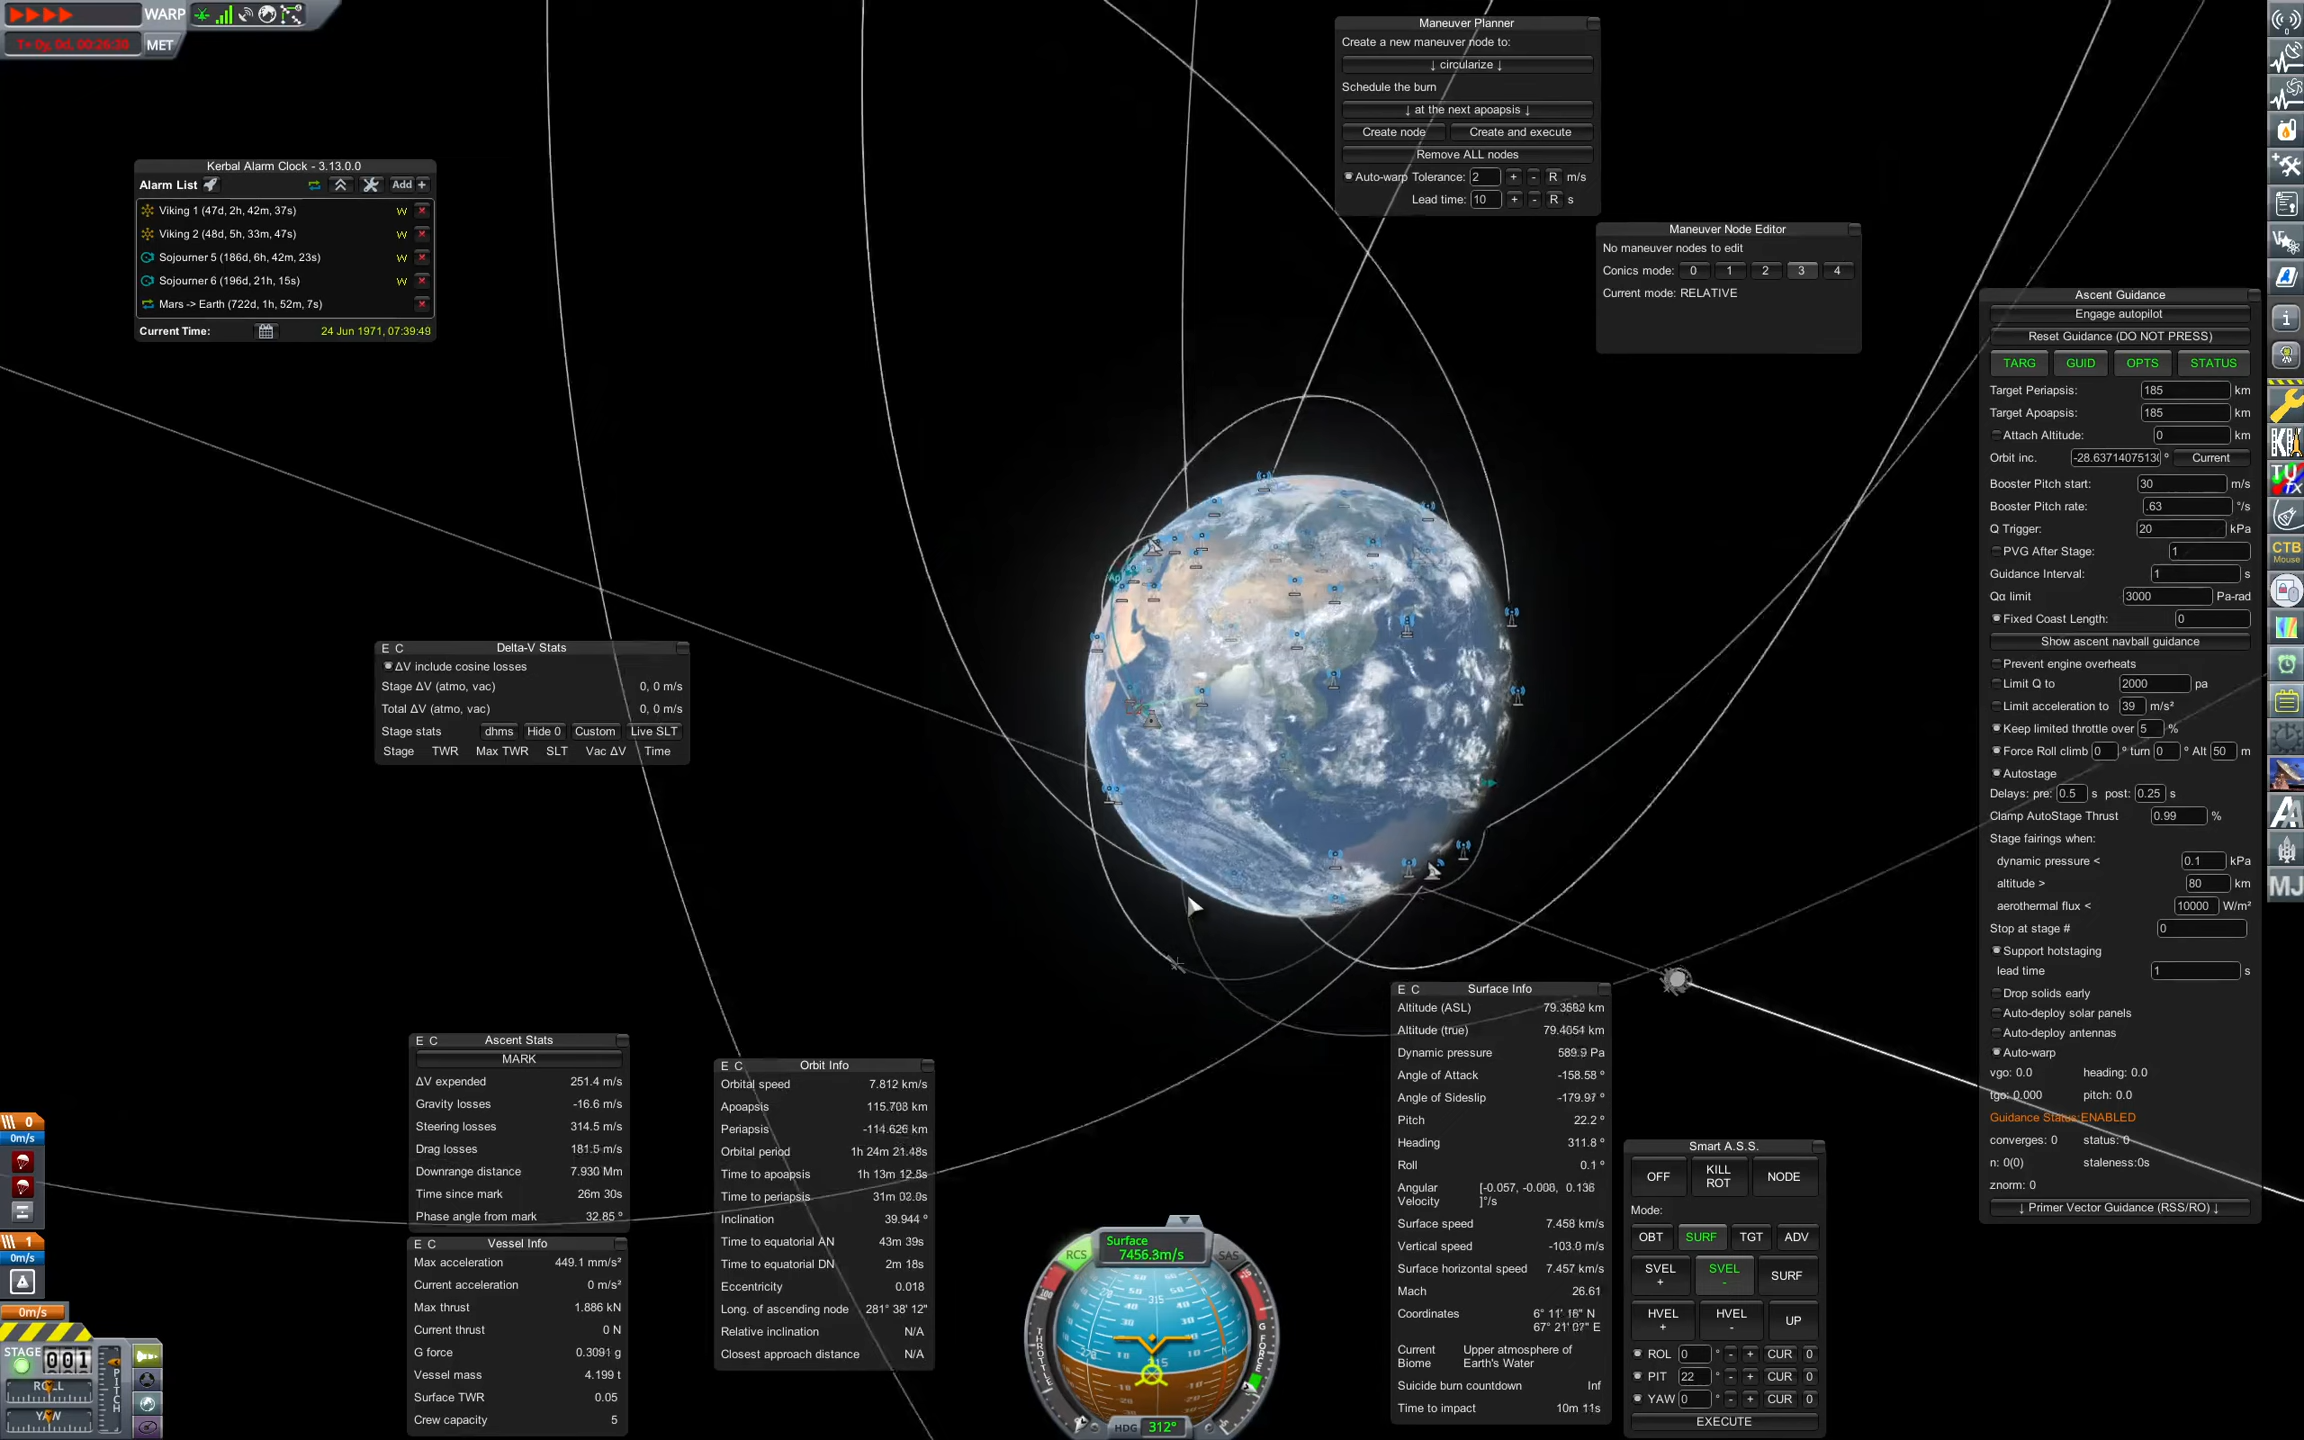 WARP
T+ 0y, 0d, 00:26:30
MET
Maneuver Planner
Create a new maneuver node to:
↓ circularize ↓
Schedule the burn
↓ at the next apoapsis ↓
Create node Create and execute
Remove ALL nodes
Auto-warp Tolerance: 2 + - R m/s
Lead time: 10 + - R s
Kerbal Alarm Clock - 3.13.0.0
Alarm List Add +
Viking 1 (47d, 2h, 42m, 37s) W
Viking 2 (48d, 5h, 33m, 47s) W
Sojourner 5 (186d, 6h, 42m, 23s) W
Sojourner 6 (196d, 21h, 15s) W
Mars -> Earth (722d, 1h, 52m, 7s)
Current Time: 24 Jun 1971, 07:39:49
Maneuver Node Editor
No maneuver nodes to edit
Conics mode: 0 1 2 3 4
Current mode: RELATIVE
Ascent Guidance
Engage autopilot
Reset Guidance (DO NOT PRESS)
TARG GUID OPTS STATUS
Target Periapsis: 185 km
Target Apoapsis: 185 km
Attach Altitude: 0 km
Orbit inc. º Current
Booster Pitch start: 30 m/s
Booster Pitch rate: .63 °/s
Q Trigger: 20 kPa
PVG After Stage: 1
Guidance Interval: 1 s
Qα limit 3000 Pa-rad
Fixed Coast Length: 0
Show ascent navball guidance
Prevent engine overheats
Limit Q to 2000 pa
Limit acceleration to 39 m/s²
Keep limited throttle over 5 %
Force Roll climb 0 º turn 0 º Alt 50 m
Autostage
Delays: pre: 0.5 s post: 0.25 s
Clamp AutoStage Thrust 0.99 %
Stage fairings when:
dynamic pressure < 0.1 kPa
altitude > 80 km
aerothermal flux < 10000 W/m²
Stop at stage # 0
Support hotstaging
lead time 1 s
Drop solids early
Auto-deploy solar panels
Auto-deploy antennas
Auto-warp
vgo: 0.0 heading: 0.0
tgo: 0.000 pitch: 0.0
Guidance Status:ENABLED
converges: 0 status: 0
n: 0(0) staleness:0s
znorm: 0
↓ Primer Vector Guidance (RSS/RO) ↓
CTB
Mouse
MJ
E C Delta-V Stats
ΔV include cosine losses
Stage ΔV (atmo, vac) 0, 0 m/s
Total ΔV (atmo, vac) 0, 0 m/s
Stage stats dhms Hide 0 Custom Live SLT
Stage TWR Max TWR SLT Vac ΔV Time
Ap
E C Ascent Stats
MARK
ΔV expended 251.4 m/s
Gravity losses -16.6 m/s
Steering losses 314.5 m/s
Drag losses 181.5 m/s
Downrange distance 7.930 Mm
Time since mark 26m 30s
Phase angle from mark 32.85 º
E C Vessel Info
Max acceleration 449.1 mm/s²
Current acceleration 0 m/s²
Max thrust 1.886 kN
Current thrust 0 N
G force 0.3091 g
Vessel mass 4.199 t
Surface TWR 0.05
Crew capacity 5
E C Orbit Info
Orbital speed 7.812 km/s
Apoapsis km
Periapsis km
Orbital period 1h 24m
Time to apoapsis 1h 13m
Time to periapsis 31m
Inclination 39.944 º
Time to equatorial AN 43m 39s
Time to equatorial DN 2m 18s
Eccentricity 0.018
Long. of ascending node 281° 38' 12"
Relative inclination N/A
Closest approach distance N/A
E C Surface Info
Altitude (ASL) km
Altitude (true) km
Dynamic pressure Pa
Angle of Attack -158.58 º
Angle of Sideslip -179.97 º
Pitch 22.2 º
Heading 311.8 º
Roll 0.1 º
Angular Velocity ]°/s
Surface speed 7.458 km/s
Vertical speed -103.0 m/s
Surface horizontal speed 7.457 km/s
Mach 26.61
Coordinates 6° 11' N
67° 21' E
Current Biome Upper atmosphere of Earth's Water
Suicide burn countdown Inf
Time to impact 10m 11s
Smart A.S.S.
OFF KILL ROT NODE
Mode:
OBT SURF TGT ADV
SVEL + SVEL - SURF
HVEL + HVEL - UP
ROL 0 ° - + CUR 0
PIT 22 ° - + CUR 0
YAW 0 ° - + CUR 0
EXECUTE
RCS
Surface
7456.3m/s
SAS
THROTTLE
G FORCE
HDG 312°
0
0m/s
1
0m/s
0m/s
STAGE
001
ROLL
YAW
PITCH